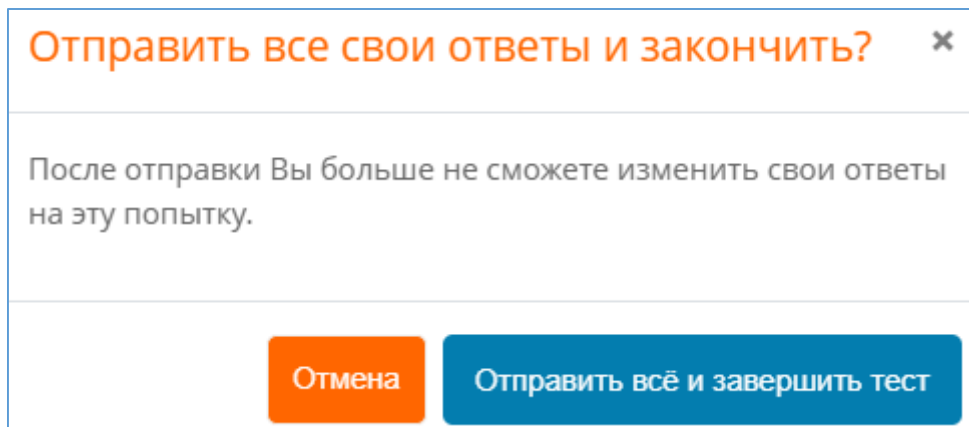 Отправить все свои ответы и закончить? ×
После отправки Вы больше не сможете изменить свои ответы
на эту попытку.
Отмена Отправить всё и завершить тест